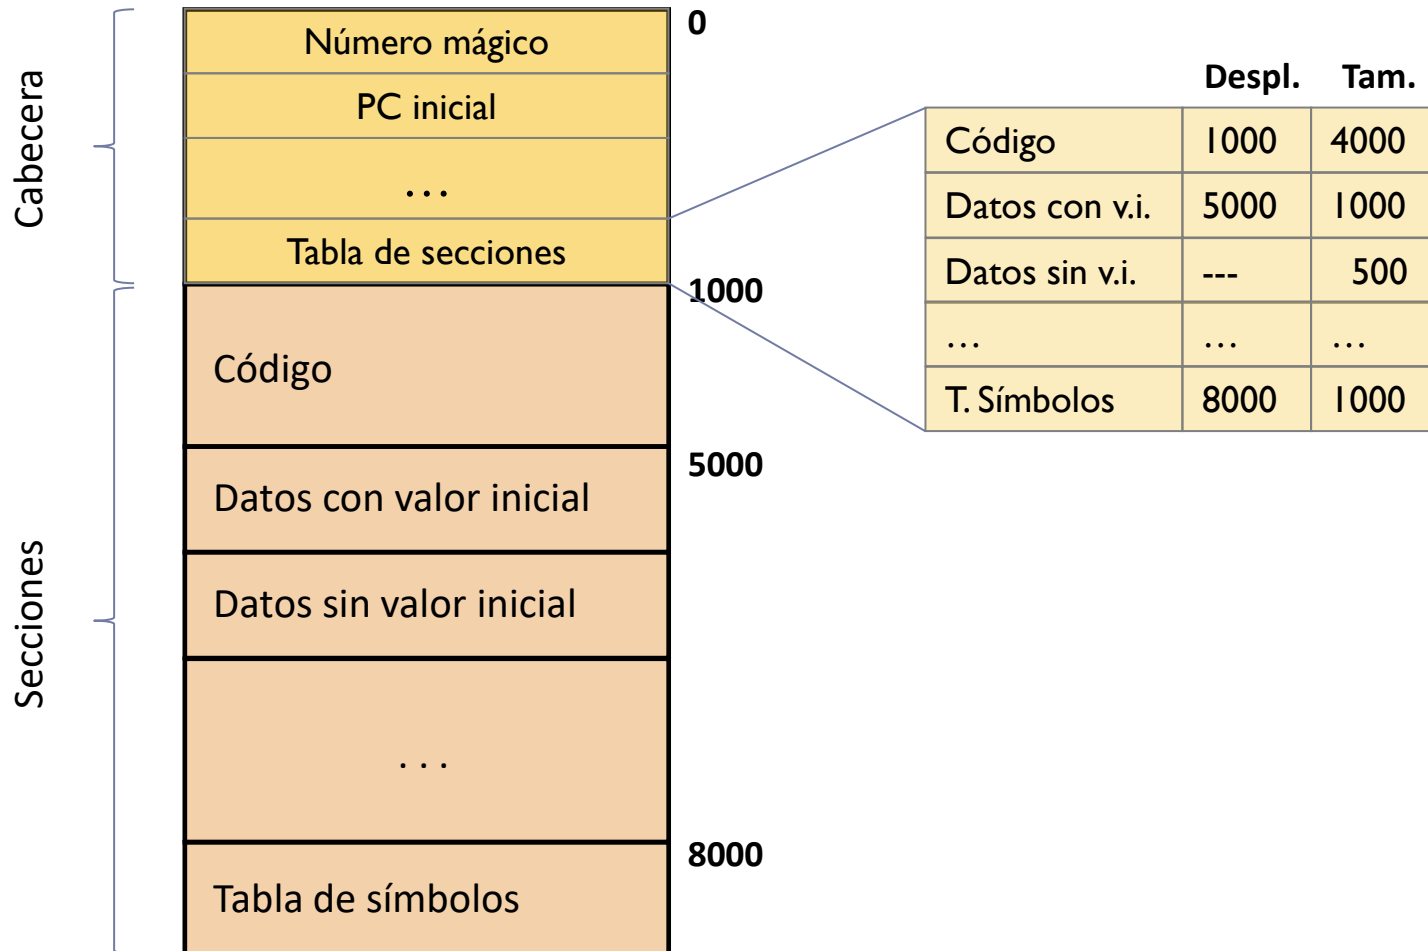 Cabecera
Número mágico
PC inicial
...
Tabla de secciones
0
1000
Despl. Tam.
Código 1000 4000
Datos con v.i. 5000 1000
Datos sin v.i. --- 500
... ... ...
T. Símbolos 8000 1000
Secciones
Código
5000
Datos con valor inicial
Datos sin valor inicial
. . .
8000
Tabla de símbolos